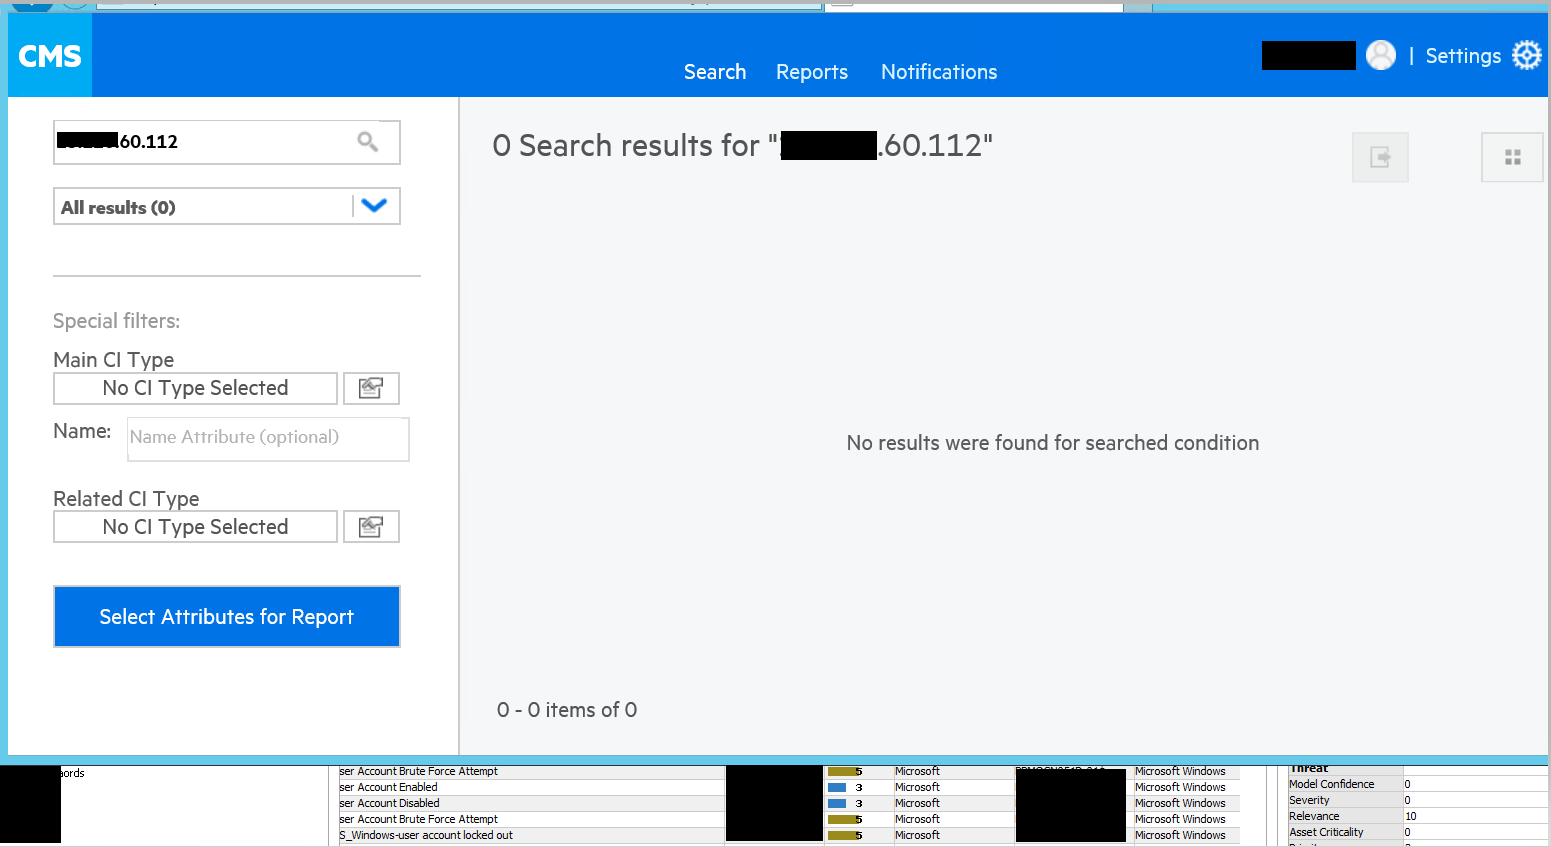 CMS
Search Reports Notifications
| Settings
.60.112
All results (0)
Special filters:
Main CI Type
No CI Type Selected
Name: Name Attribute (optional)
Related CI Type
No CI Type Selected
Select Attributes for Report
0 Search results for " .60.112"
No results were found for searched condition
0 - 0 items of 0
ser Account Brute Force Attempt 5 Microsoft Microsoft Windows
ser Account Enabled 3 Microsoft Microsoft Windows
ser Account Disabled 3 Microsoft Microsoft Windows
ser Account Brute Force Attempt 5 Microsoft Microsoft Windows
S_Windows-user account locked out 5 Microsoft Microsoft Windows
Threat
Model Confidence 0
Severity 0
Relevance 10
Asset Criticality 0